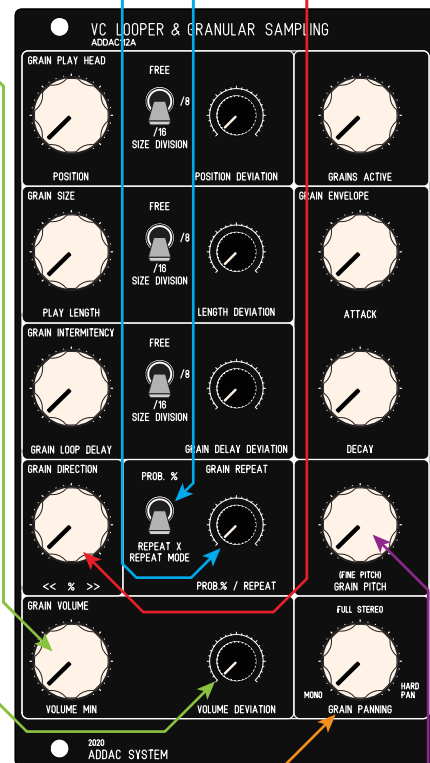 VC LOOPER & GRANULAR SAMPLING
ADDAC112A
GRAIN PLAY HEAD
FREE
/8
/16
SIZE DIVISION
POSITION
POSITION DEVIATION
GRAINS ACTIVE
GRAIN SIZE
FREE
/8
/16
SIZE DIVISION
PLAY LENGTH
LENGTH DEVIATION
GRAIN ENVELOPE
ATTACK
GRAIN INTERMITENCY
FREE
/8
/16
SIZE DIVISION
GRAIN LOOP DELAY
GRAIN DELAY DEVIATION
DECAY
GRAIN DIRECTION
<< % >>
PROB. %
GRAIN REPEAT
REPEAT X
REPEAT MODE
PROB.% / REPEAT
(FINE PITCH)
GRAIN PITCH
GRAIN VOLUME
VOLUME MIN
VOLUME DEVIATION
FULL STEREO
MONO
HARD
PAN
GRAIN PANNING
2020
ADDAC SYSTEM